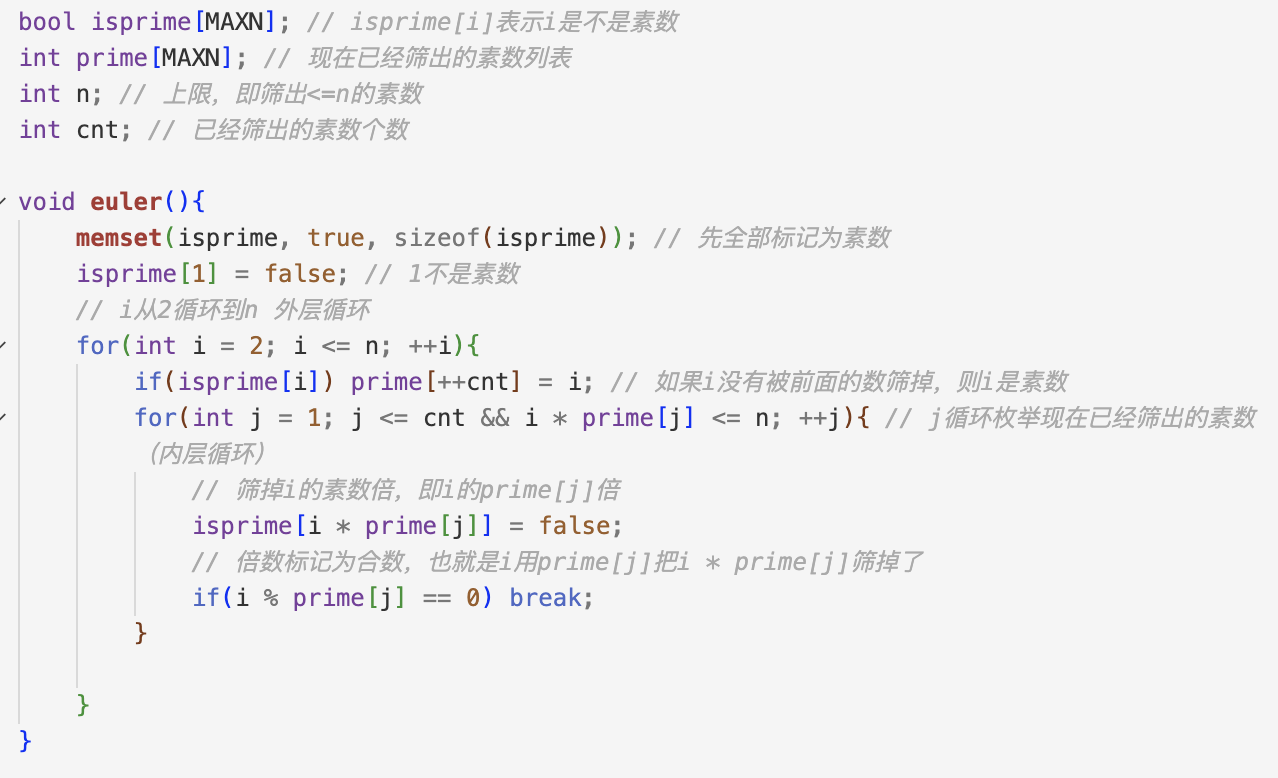 bool isprime[MAXN]; // isprime[i]表示i是不是素数
int prime[MAXN]; // 现在已经筛出的素数列表
int n; // 上限，即筛出<=n的素数
int cnt; // 已经筛出的素数个数
void euler(){
memset(isprime, true, sizeof(isprime)); // 先全部标记为素数
isprime[1] = false; // 1不是素数
// i从2循环到n 外层循环
for(int i = 2; i <= n; ++i){
if(isprime[i]) prime[++cnt] = i; // 如果i没有被前面的数筛掉，则i是素数
for(int j = 1; j <= cnt && i * prime[j] <= n; ++j){ // j循环枚举现在已经筛出的素数
（内层循环）
// 筛掉i的素数倍，即i的prime[j]倍
isprime[i * prime[j]] = false;
// 倍数标记为合数，也就是i用prime[j]把i * prime[j]筛掉了
if(i % prime[j] == 0) break;
}
}
}